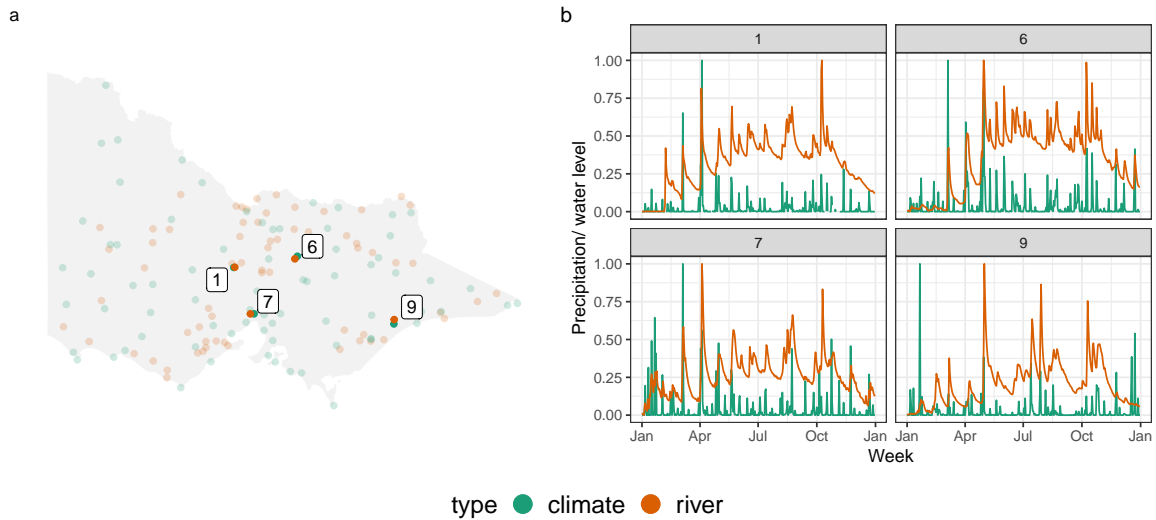 a
1
6
7
9
b
Precipitation/ water level
1
6
1.00
0.75
0.50
0.25
0.00
7
9
1.00
0.75
0.50
0.25
0.00
Jan Apr Jul Oct Jan
Jan Apr Jul Oct Jan
Week
type climate river